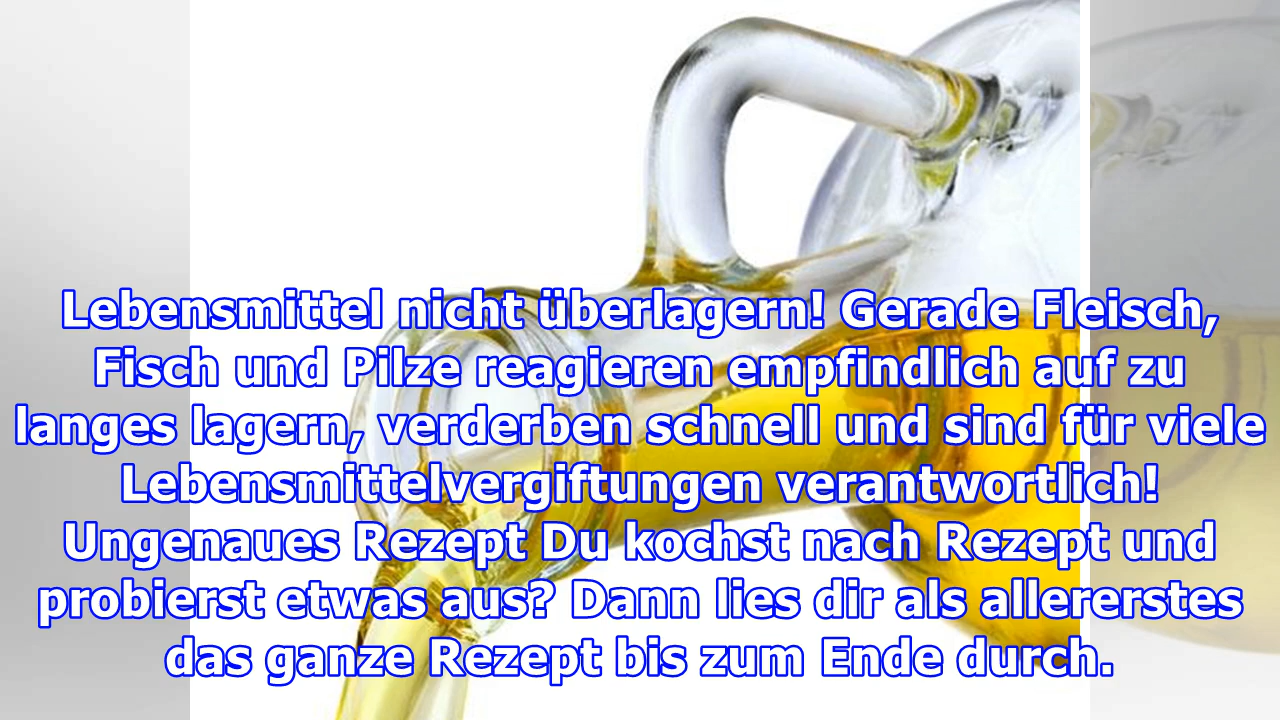 Lebensmittel nicht überlagern! Gerade Fleisch,
Fisch und Pilze reagieren empfindlich auf zu
langes lagern, verderben schnell und sind für viele
Lebensmittelvergiftungen verantwortlich!
Ungenaues Rezept Du kochst nach Rezept und
probierst etwas aus? Dann lies dir als allererstes
das ganze Rezept bis zum Ende durch.